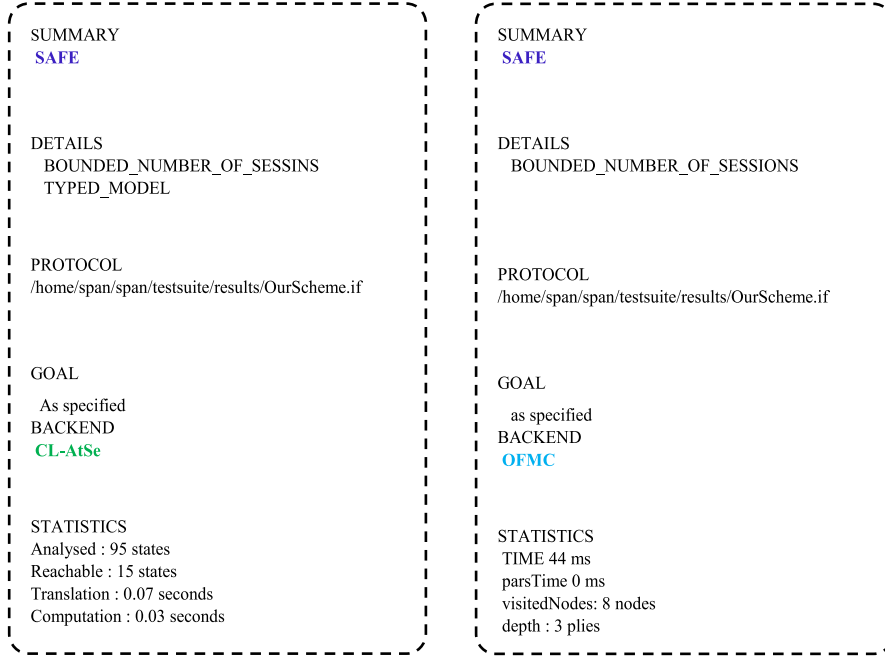 SUMMARY
SAFE
DETAILS
BOUNDED_NUMBER_OF_SESSINS
TYPED_MODEL
PROTOCOL
/home/span/span/testsuite/results/OurScheme.if
GOAL
As specified
BACKEND
CL-AtSe
STATISTICS
Analysed : 95 states
Reachable : 15 states
Translation : 0.07 seconds
Computation : 0.03 seconds
SUMMARY
SAFE
DETAILS
BOUNDED_NUMBER_OF_SESSIONS
PROTOCOL
/home/span/span/testsuite/results/OurScheme.if
GOAL
as specified
BACKEND
OFMC
STATISTICS
TIME 44 ms
parsTime 0 ms
visitedNodes: 8 nodes
depth : 3 plies